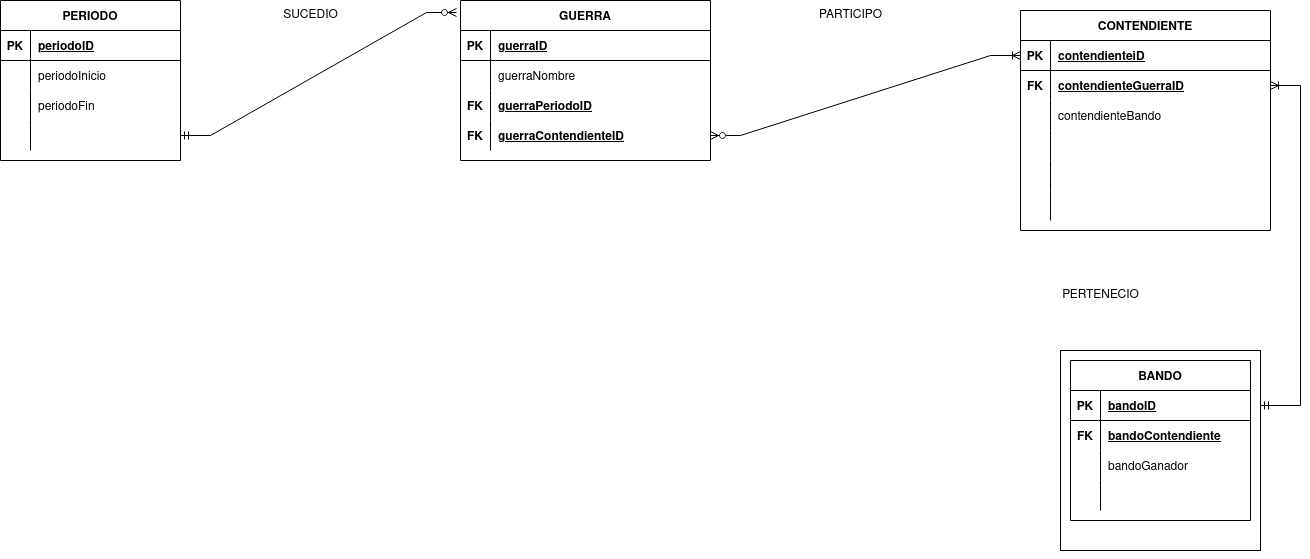 PERIODO
PK periodoID
periodoInicio
periodoFin
SUCEDIO
GUERRA
PK guerraID
guerraNombre
FK guerraPeriodoID
FK guerraContendienteID
PARTICIPO
CONTENDIENTE
PK contendienteiD
FK contendienteGuerraID
contendienteBando
PERTENECIO
BANDO
PK bandoID
FK bandoContendiente
bandoGanador